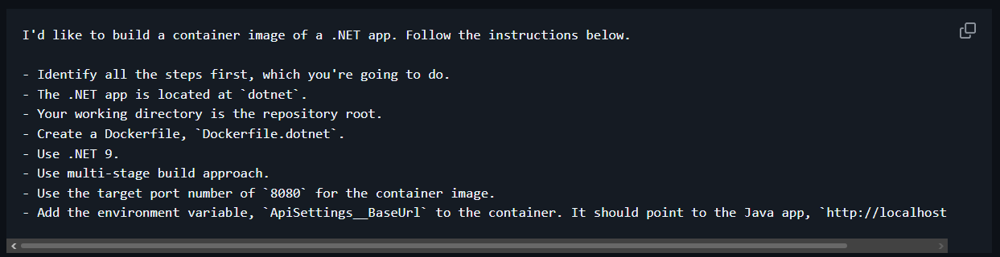 I'd like to build a container image of a .NET app. Follow the instructions below.
- Identify all the steps first, which you're going to do.
- The .NET app is located at `dotnet`.
- Your working directory is the repository root.
- Create a Dockerfile, `Dockerfile.dotnet`.
- Use .NET 9.
- Use multi-stage build approach.
- Use the target port number of `8080` for the container image.
- Add the environment variable, `ApiSettings__BaseUrl` to the container. It should point to the Java app, `http://localhost